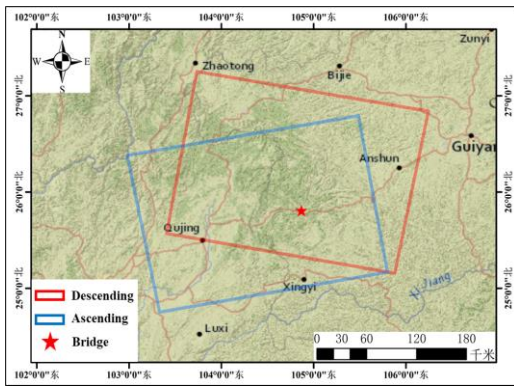 102°0'0"东 103°0'0"东 104°0'0"东 105°0'0"东 106°0'0"东
N
W E
S
Zunyi
Zhaotong
Bijie
27°0'0"北 27°0'0"北
Guiyan
Anshun
26°0'0"北 26°0'0"北
Qujing
Xingyi
Jiang
25°0'0"北 25°0'0"北
Descending
Ascending
Bridge
Luxi
0 30 60 120 180
千米
102°0'0"东 103°0'0"东 104°0'0"东 105°0'0"东 106°0'0"东